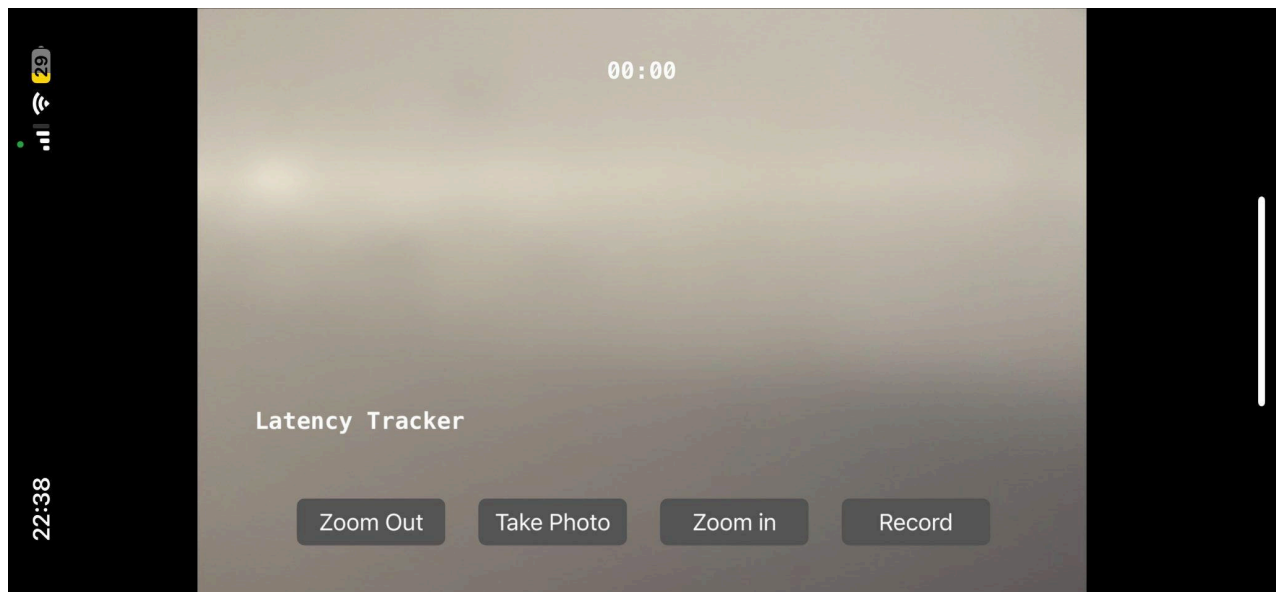 29
22:38
00:00
Latency Tracker
Zoom Out
Take Photo
Zoom in
Record